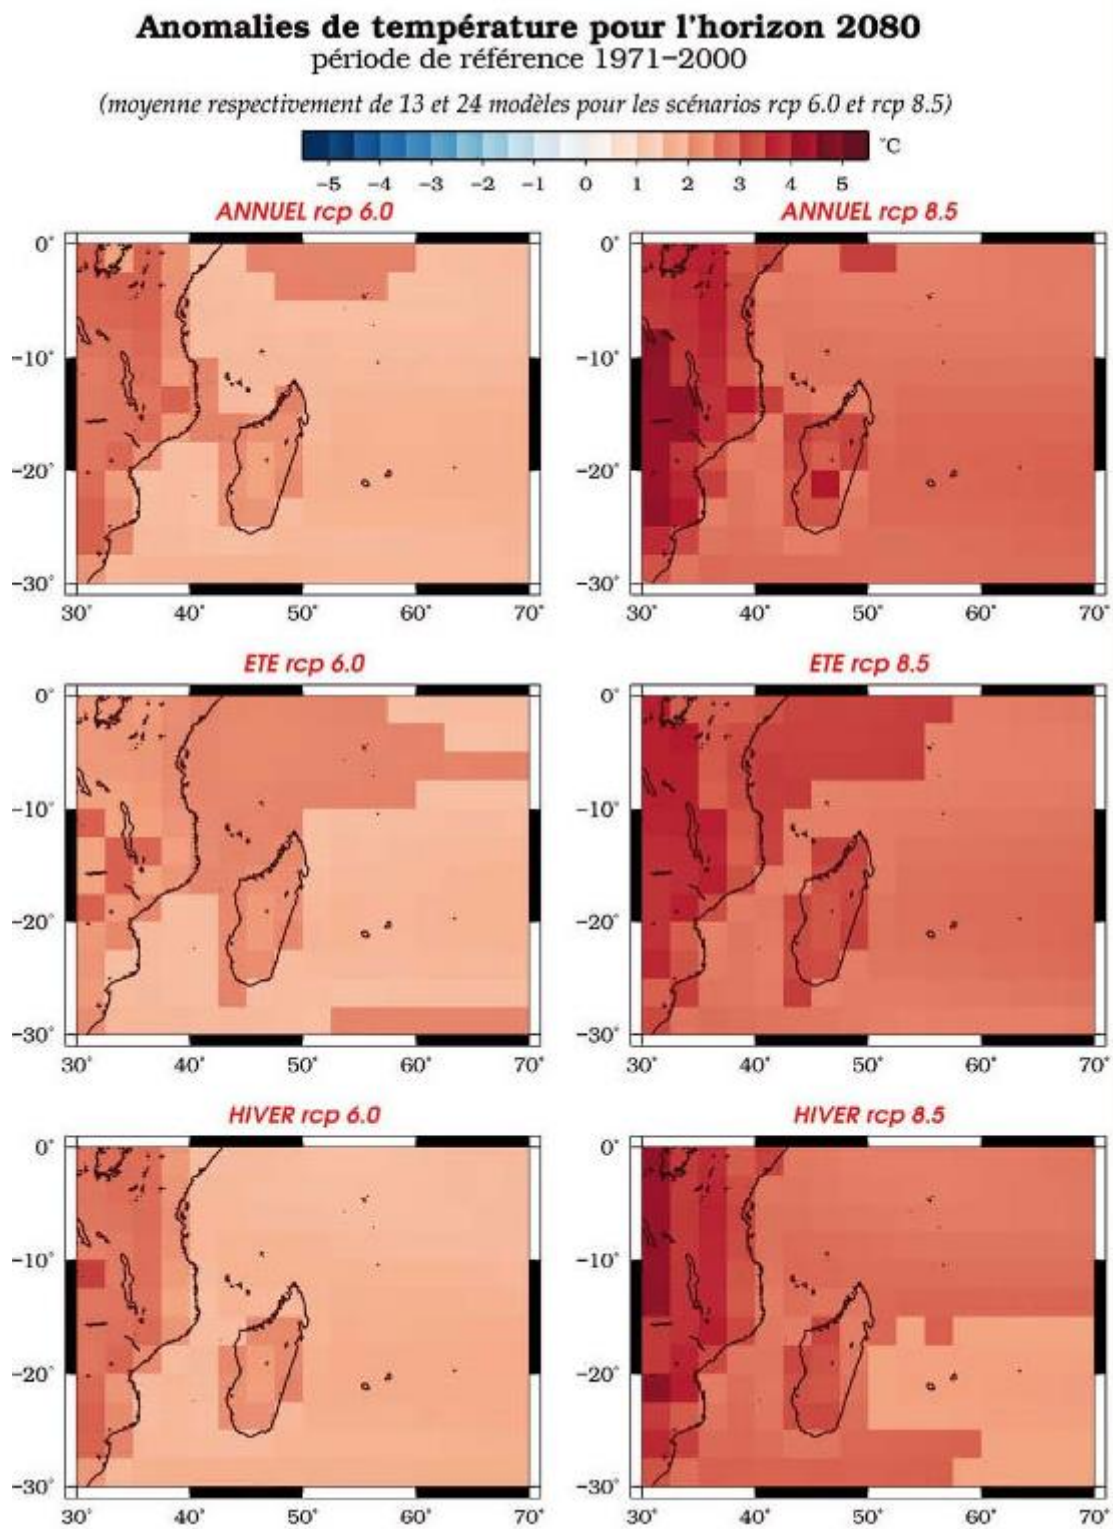 Anomalies de température pour l'horizon 2080
période de référence 1971−2000
(moyenne respectivement de 13 et 24 modèles pour les scénarios rcp 6.0 et rcp 8.5)
°C
−5 −4 −3 −2 −1 0 1 2 3 4 5
ANNUEL rcp 6.0 ANNUEL rcp 8.5
0° 0°
−10° −10°
−20° −20°
−30° −30°
30° 40° 50° 60° 70° 30° 40° 50° 60° 70°
ETE rcp 6.0 ETE rcp 8.5
0° 0°
−10° −10°
−20° −20°
−30° −30°
30° 40° 50° 60° 70° 30° 40° 50° 60° 70°
HIVER rcp 6.0 HIVER rcp 8.5
0° 0°
−10° −10°
−20° −20°
−30° −30°
30° 40° 50° 60° 70° 30° 40° 50° 60° 70°